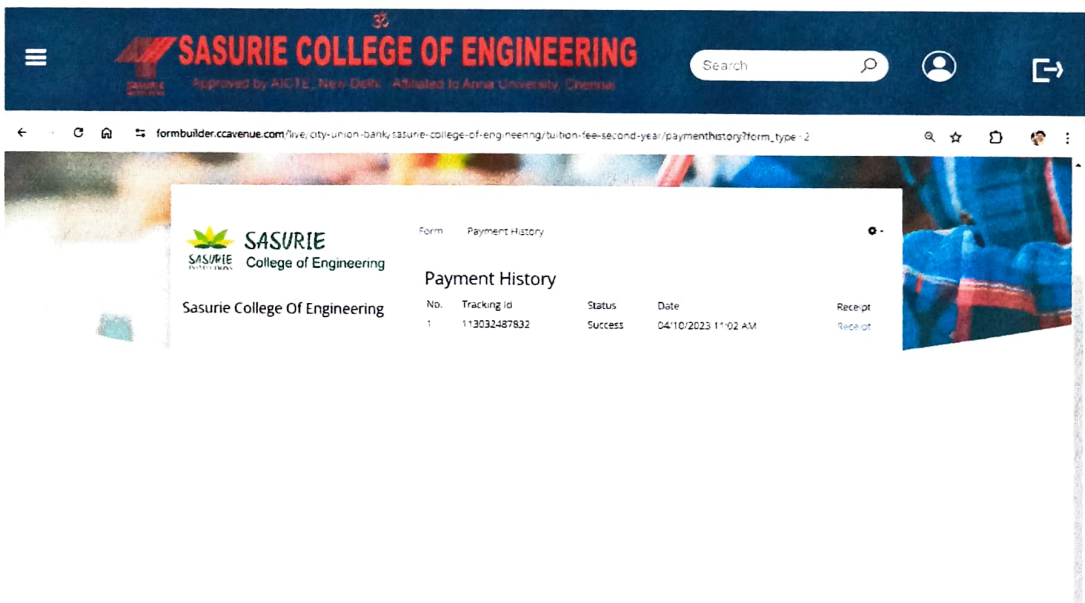 ॐ
SASURIE COLLEGE OF ENGINEERING
Approved by AICTE, New Delhi Affiliated to Anna University, Chennai
SASURIE
Search
formbuilder.ccavenue.com/live/city-union-bank/sasurie-college-of-engineering/tuition-fee-second-year/paymenthistory?form_type=2
SASURIE
College of Engineering
SASURIE
Sasurie College Of Engineering
Form Payment History
Payment History
No. Tracking Id Status Date Receipt
1 113032487832 Success 04/10/2023 11:02 AM Receipt